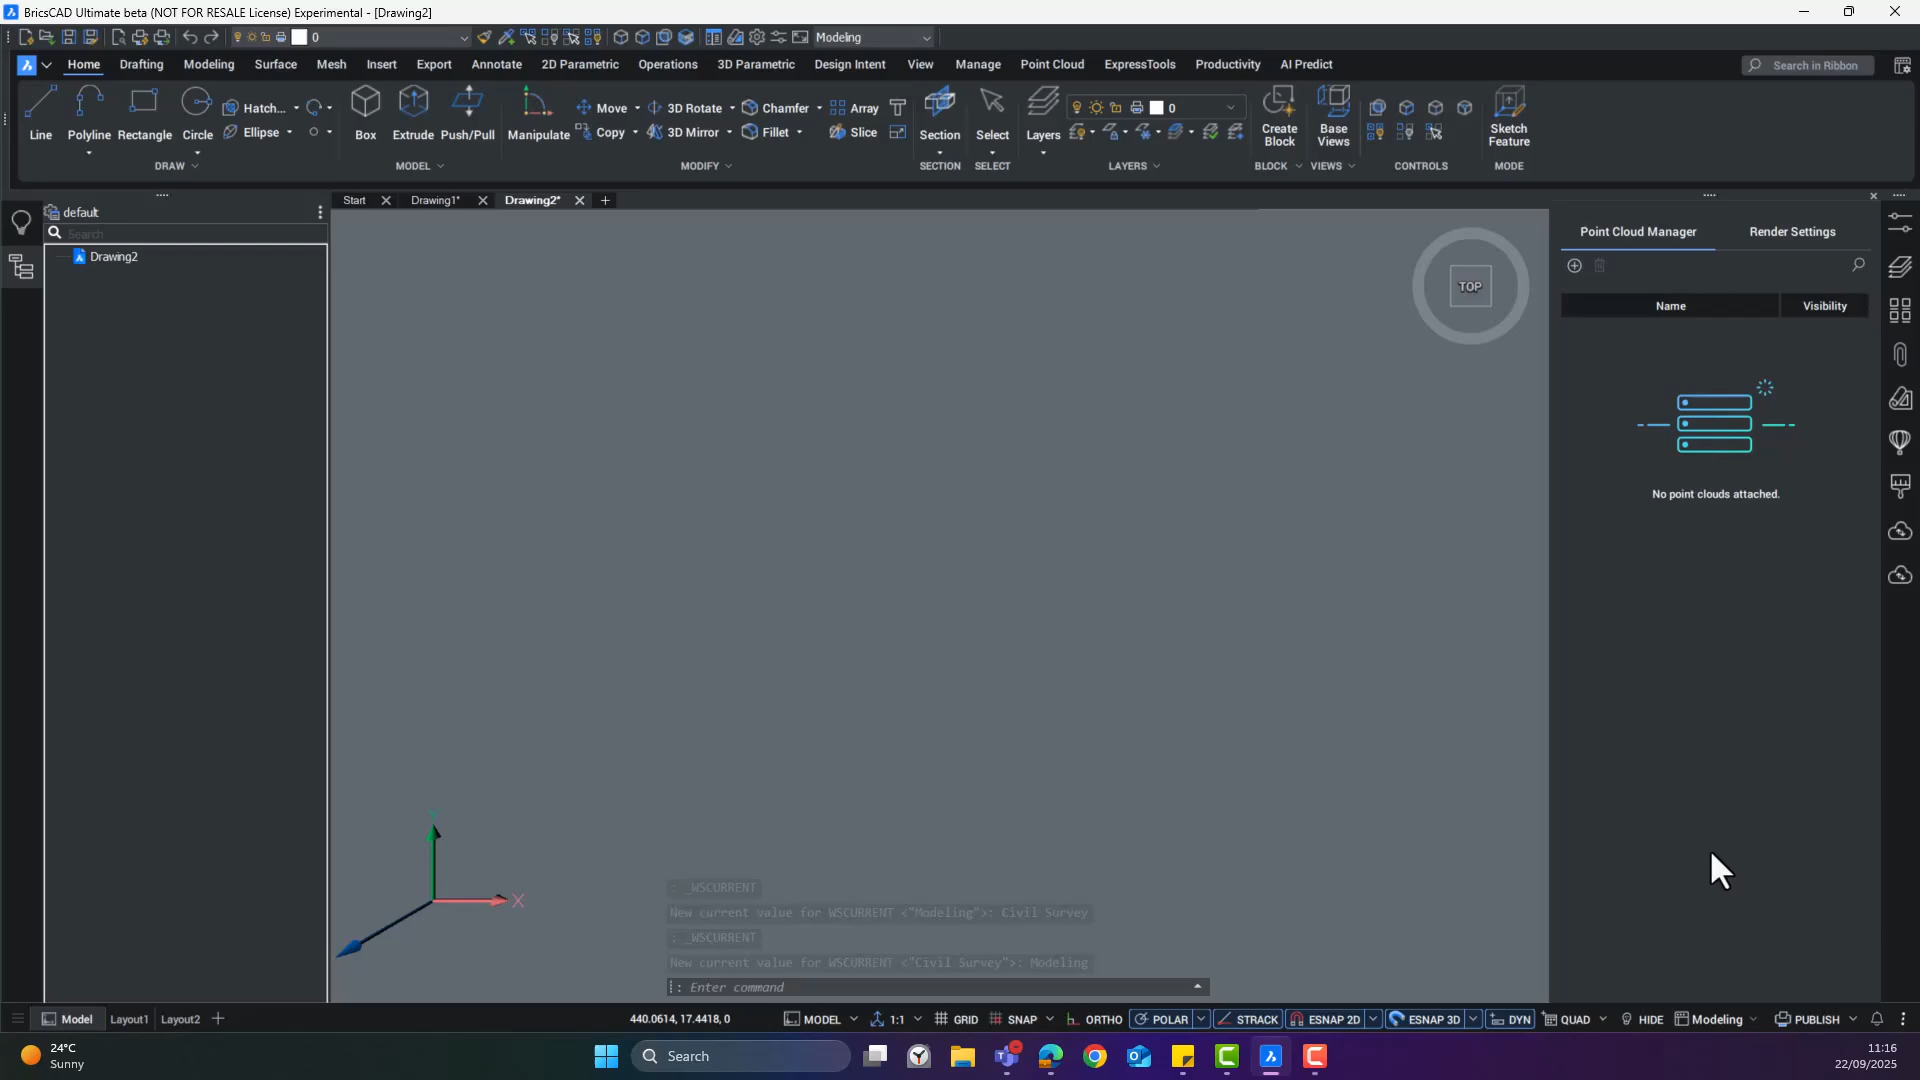 BricsCAD Ultimate beta (NOT FOR RESALE License) Experimental - [Drawing2]
0
Modeling
Home Drafting Modeling Surface Mesh Insert Export Annotate 2D Parametric Operations 3D Parametric Design Intent View Manage Point Cloud ExpressTools Productivity AI Predict Search in Ribbon
Hatch... Move 3D Rotate Chamfer Array 0
Line Polyline Rectangle Circle Ellipse Box Extrude Push/Pull Manipulate Copy 3D Mirror Fillet Slice Section Select Layers Create Block Base Views Sketch Feature
DRAW MODEL MODIFY SECTION SELECT LAYERS BLOCK VIEWS CONTROLS MODE
Start Drawing1* Drawing2*
default
Search
Drawing2
TOP
Point Cloud Manager Render Settings
Name Visibility
No point clouds attached.
Y
X
: _WSCURRENT
New current value for WSCURRENT <"Modeling">: Civil Survey
: _WSCURRENT
New current value for WSCURRENT <"Civil Survey">: Modeling
: Enter command
Model Layout1 Layout2 440.0614, 17.4418, 0 MODEL 1:1 GRID SNAP ORTHO POLAR STRACK ESNAP 2D ESNAP 3D DYN QUAD HIDE Modeling PUBLISH
24°C
Sunny
Search
11:16
22/09/2025